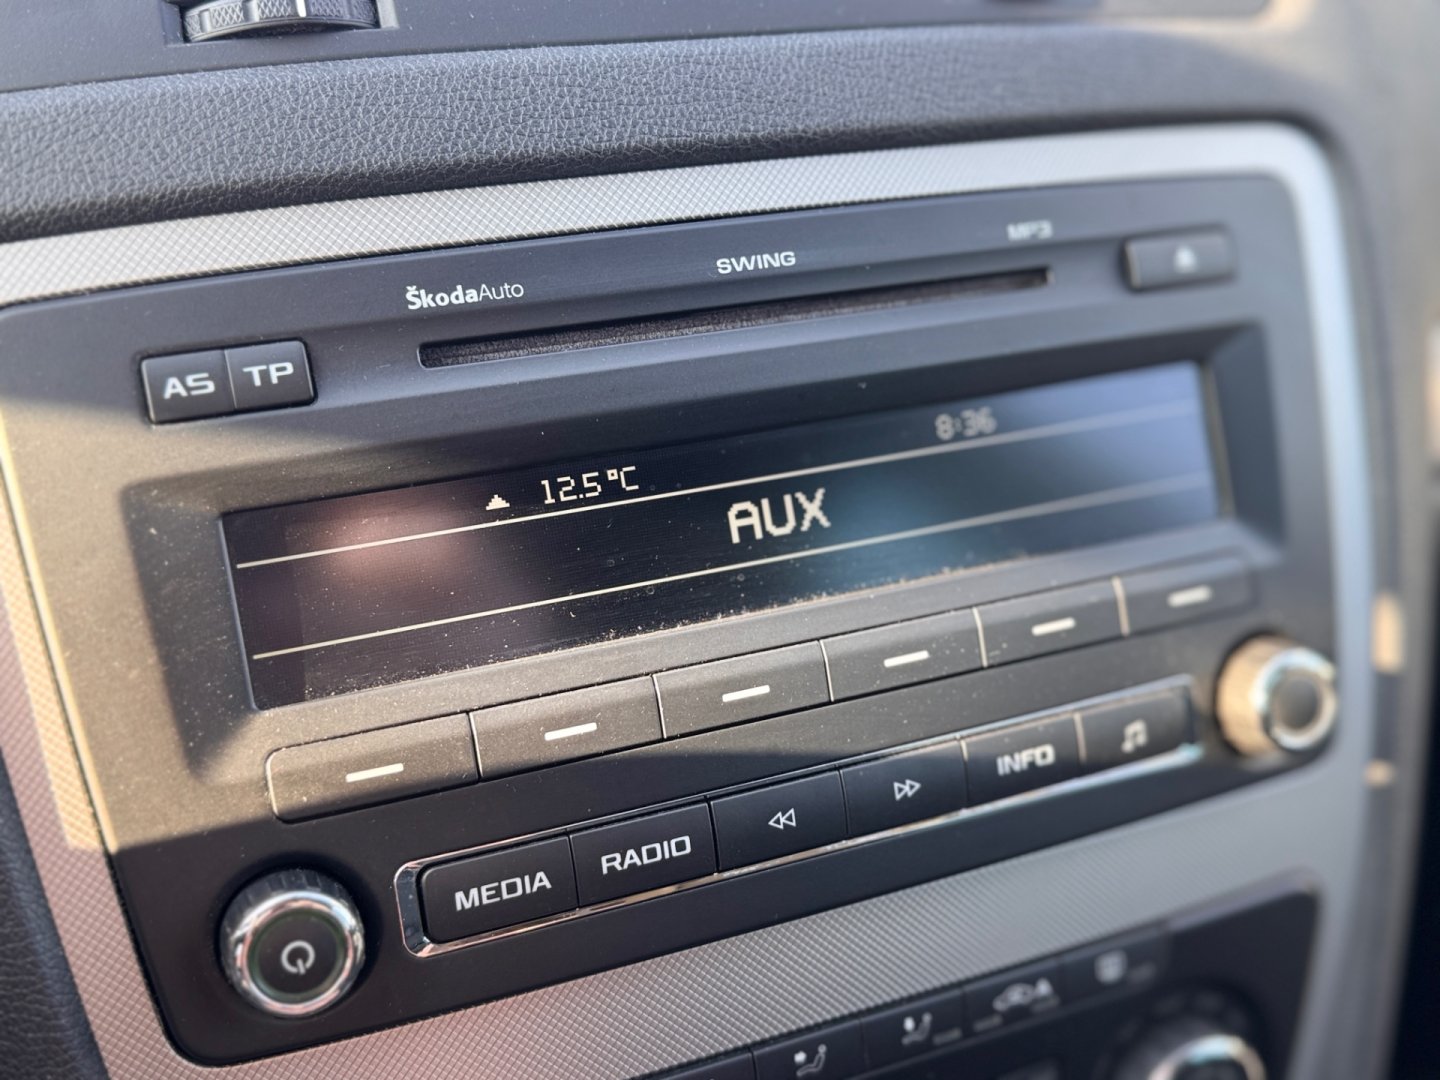 MP3
SWING
ŠkodaAuto
AS TP
8:36
12.5°C
AUX
INFO
RADIO
MEDIA
A